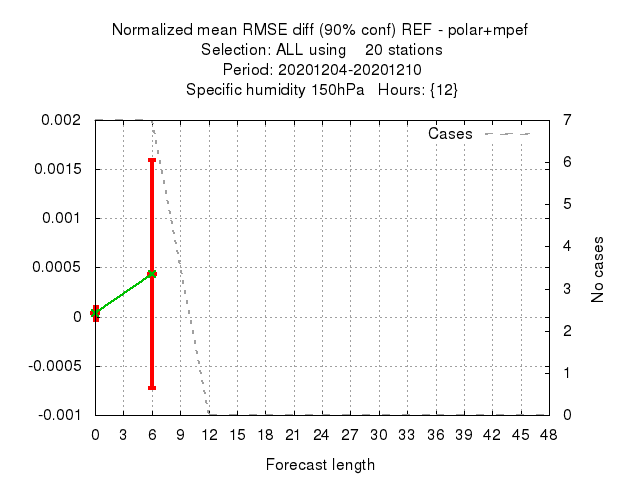 Normalized mean RMSE diff (90% conf) REF - polar+mpef
Selection: ALL using    20 stations
Period: 20201204-20201210
Specific humidity 150hPa   Hours: {12}
Cases
0.002
0.0015
0.001
0.0005
0
-0.0005
-0.001
7
6
5
4
3
2
1
0
No cases
0 3 6 9 12 15 18 21 24 27 30 33 36 39 42 45 48
Forecast length